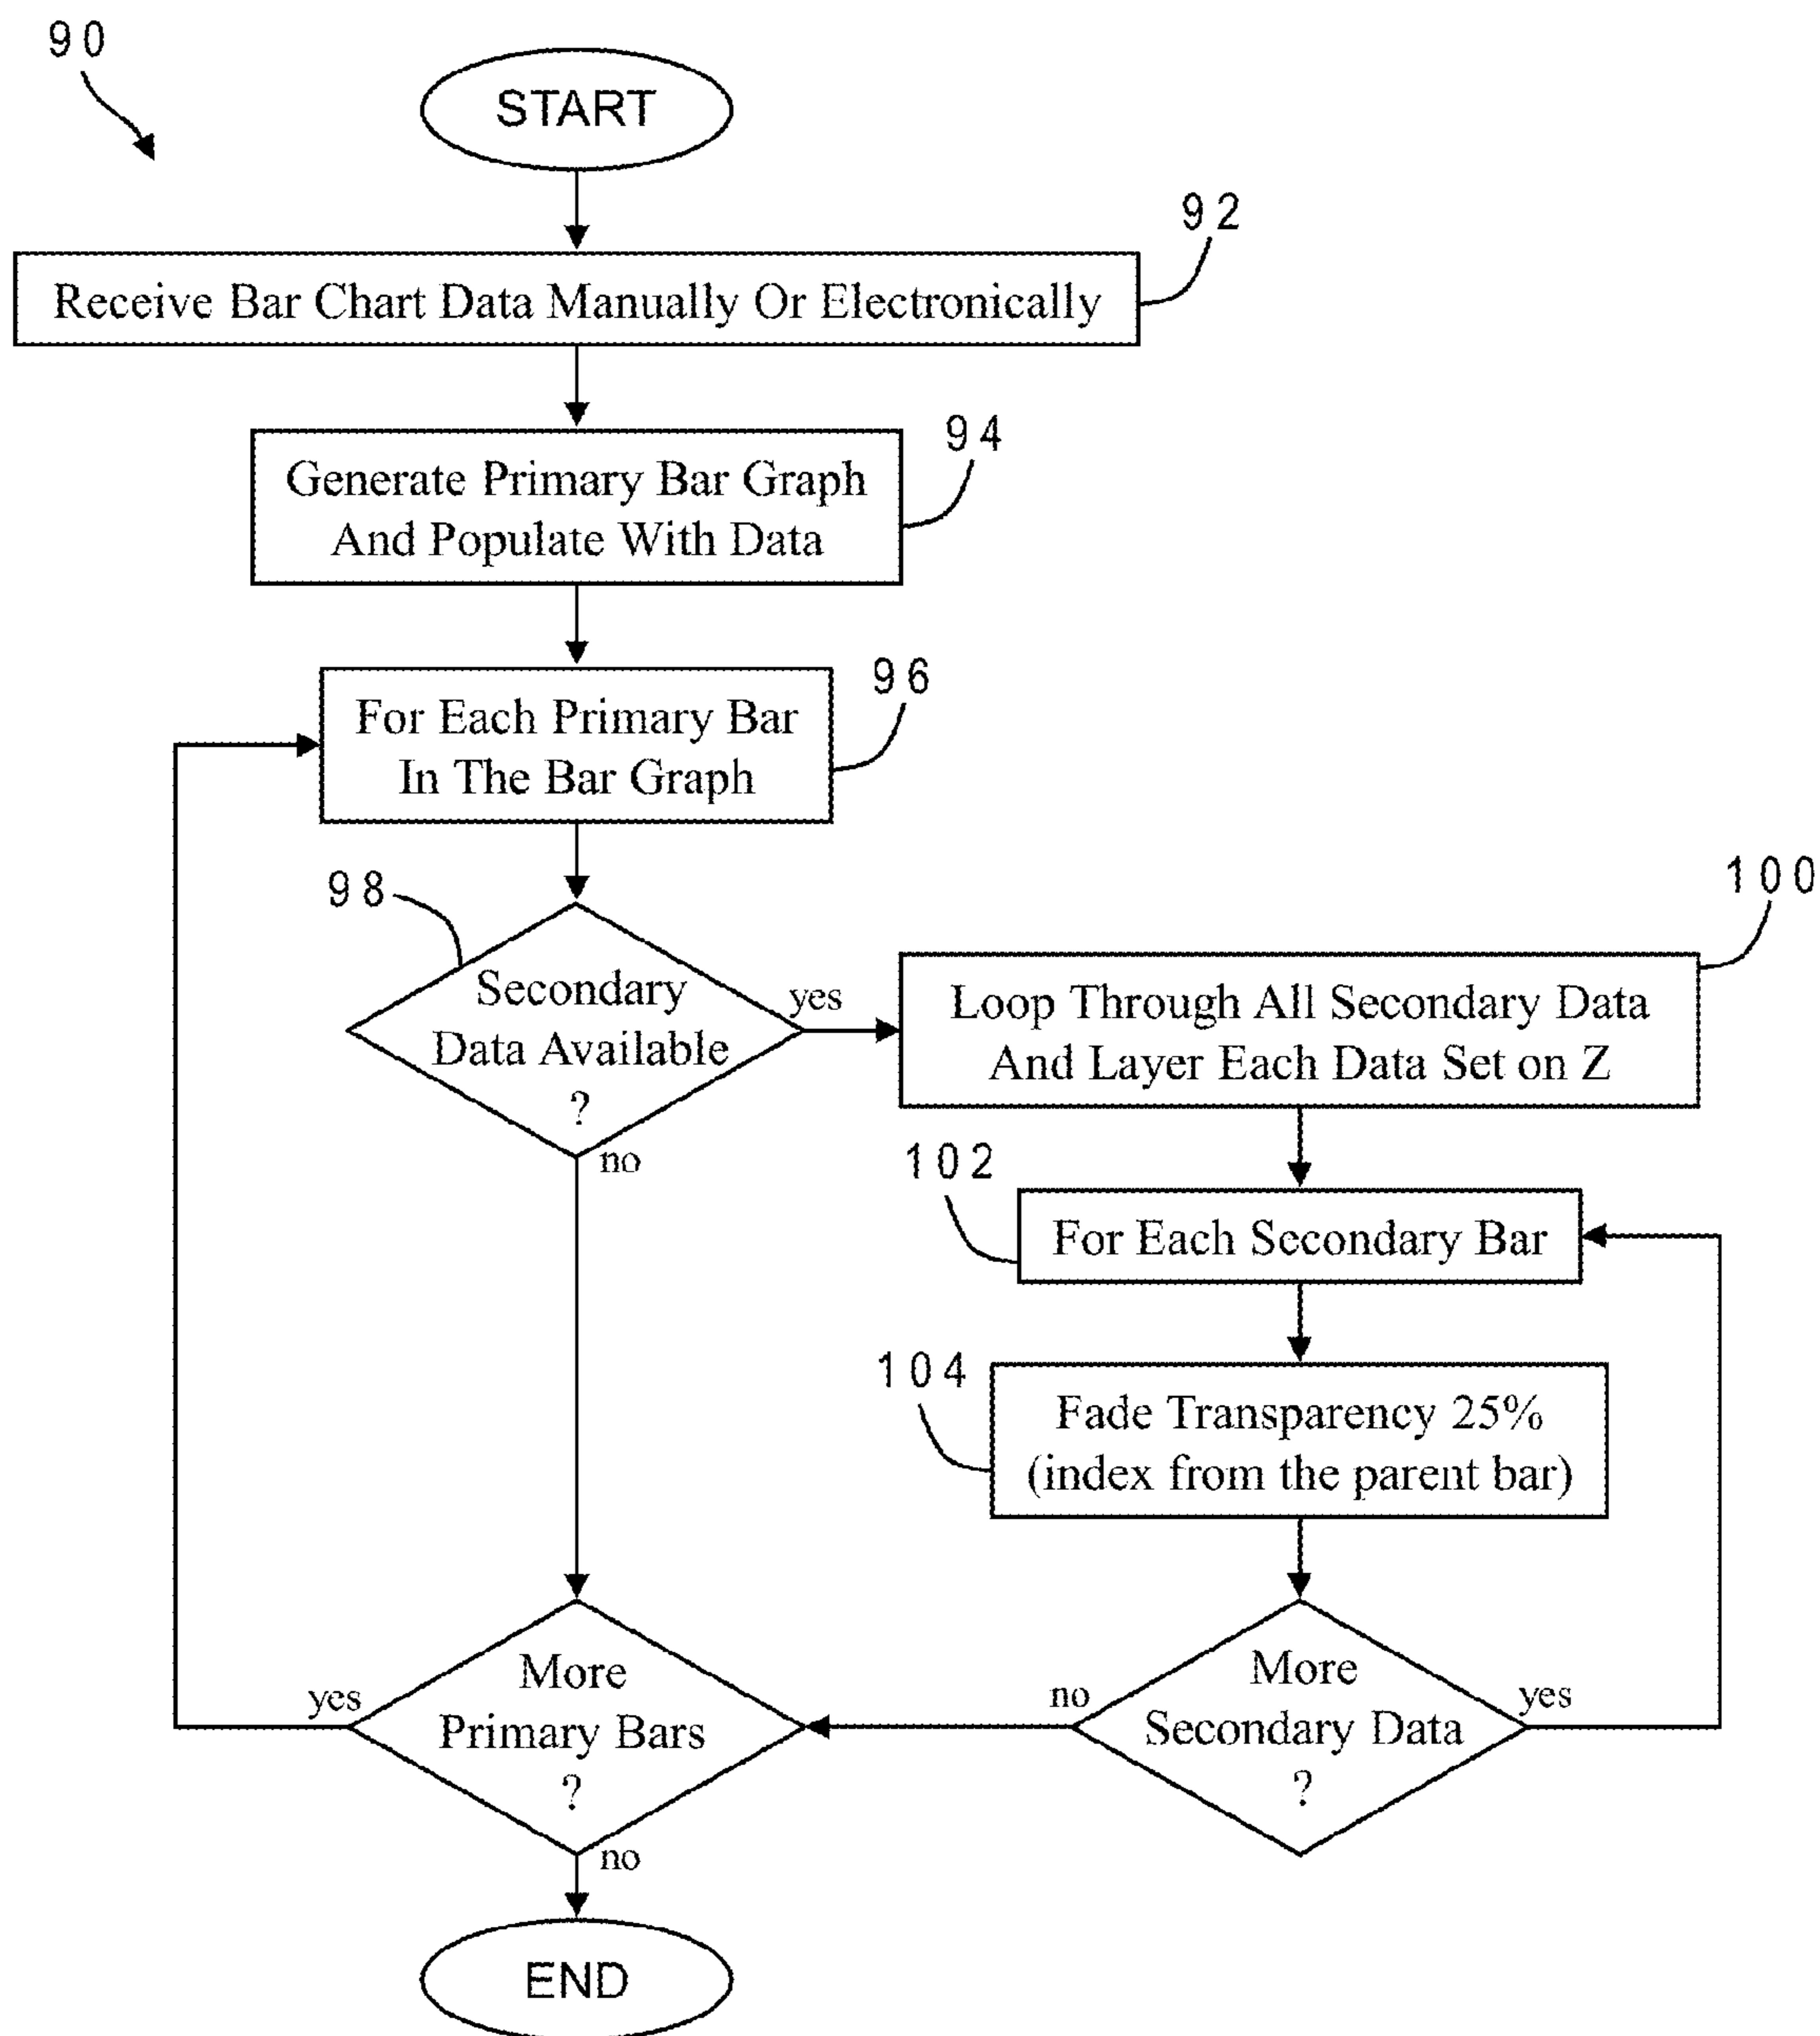 90
START
92
Receive Bar Chart Data Manually Or Electronically
94
Generate Primary Bar Graph
And Populate With Data
96
For Each Primary Bar
In The Bar Graph
98
100
Secondary
Data Available
?
yes
no
Loop Through All Secondary Data
And Layer Each Data Set on Z
102
For Each Secondary Bar
104
Fade Transparency 25%
(index from the parent bar)
yes
More
Primary Bars
?
no
no
More
Secondary Data
?
yes
END